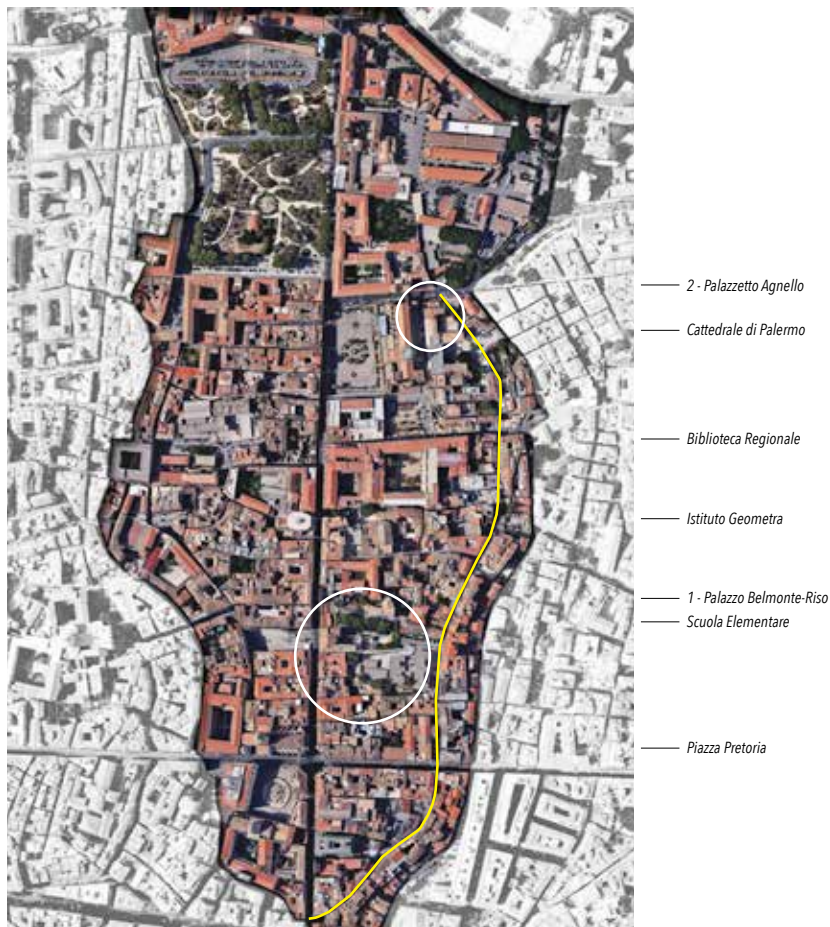 2 - Palazzetto Agnello
Cattedrale di Palermo
Biblioteca Regionale
Istituto Geometra
1 - Palazzo Belmonte-Riso
Scuola Elementare
Piazza Pretoria